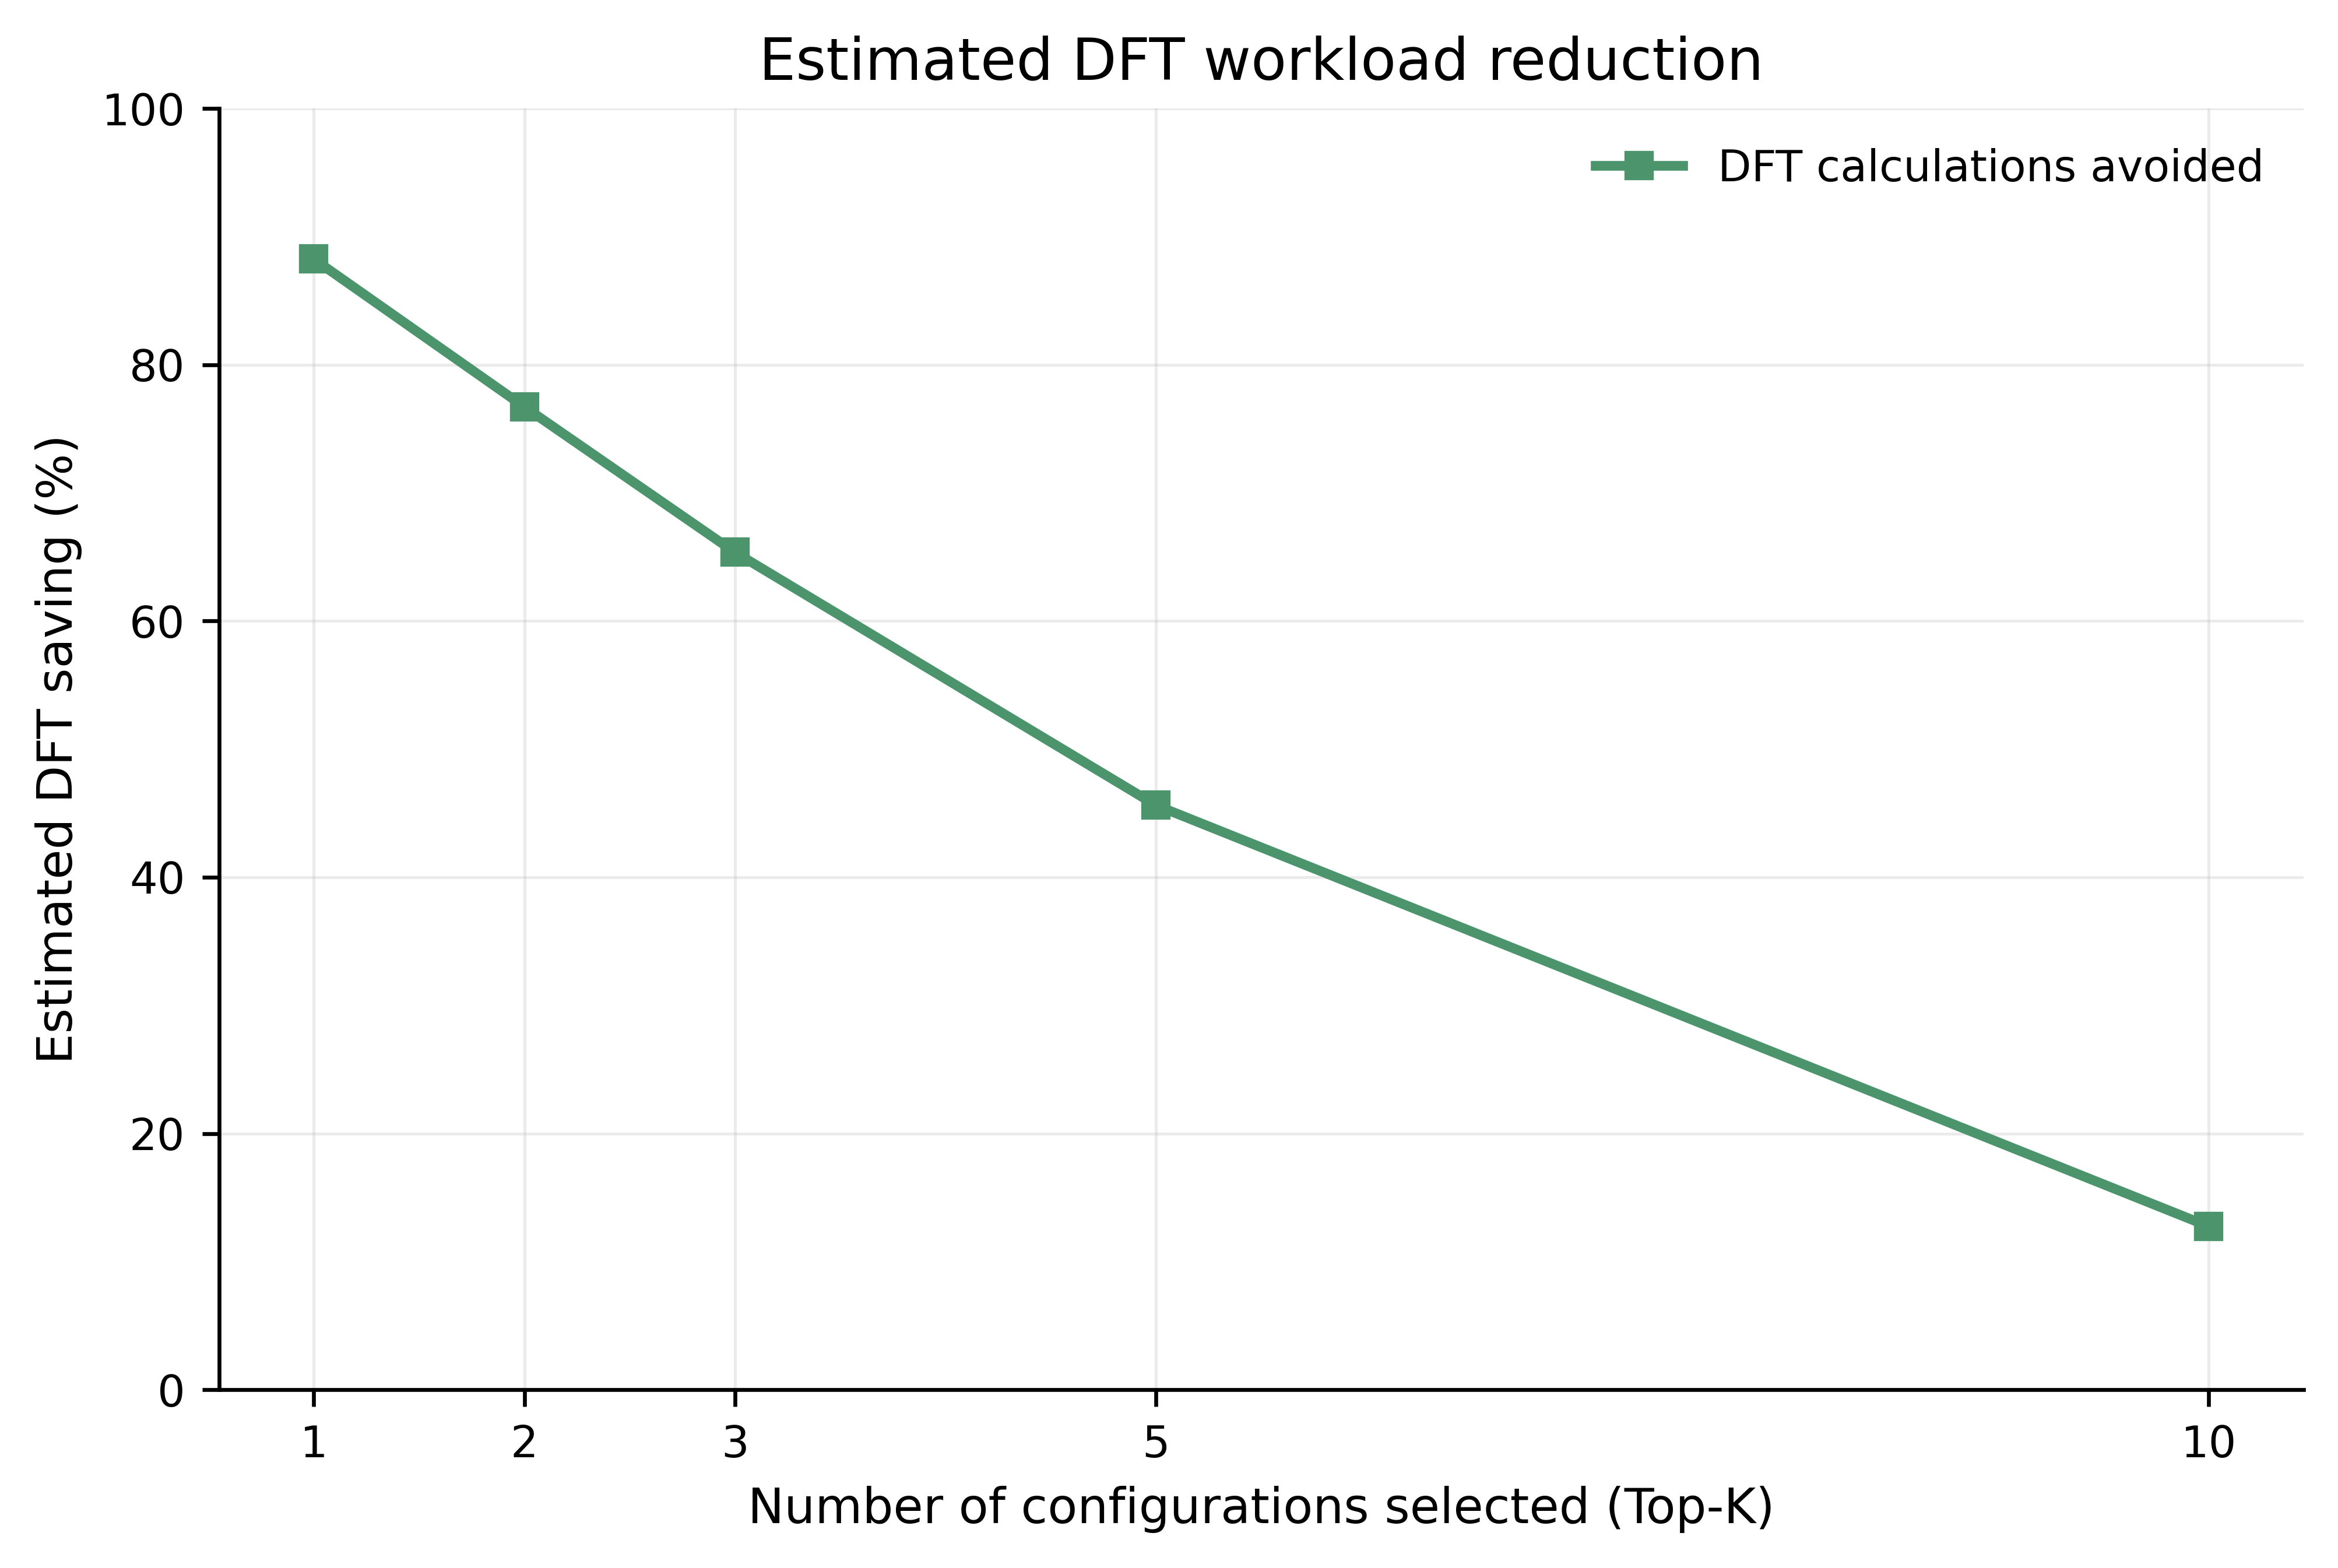 Estimated DFT workload reduction
DFT calculations avoided
Estimated DFT saving (%)
100
80
60
40
20
0
1 2 3 5 10
Number of configurations selected (Top-K)